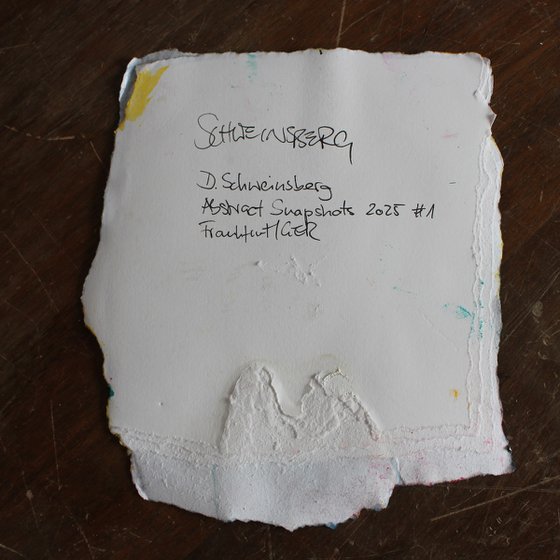 SCHWEINSBERG
D. Schweinsberg
Abstract Snapshots 2025 #1
Frankfurt/GER